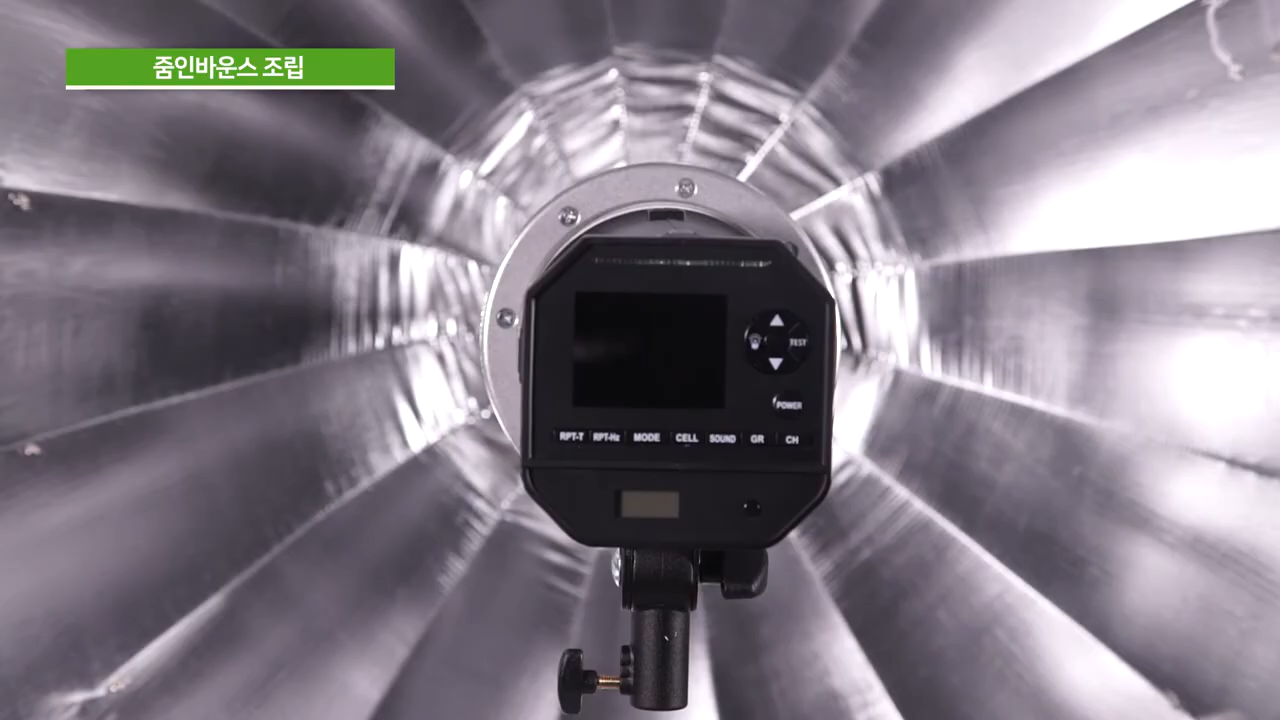 줌인바운스 조립
TEST
POWER
RPT-T RPT-Hz MODE CELL SOUND GR CH